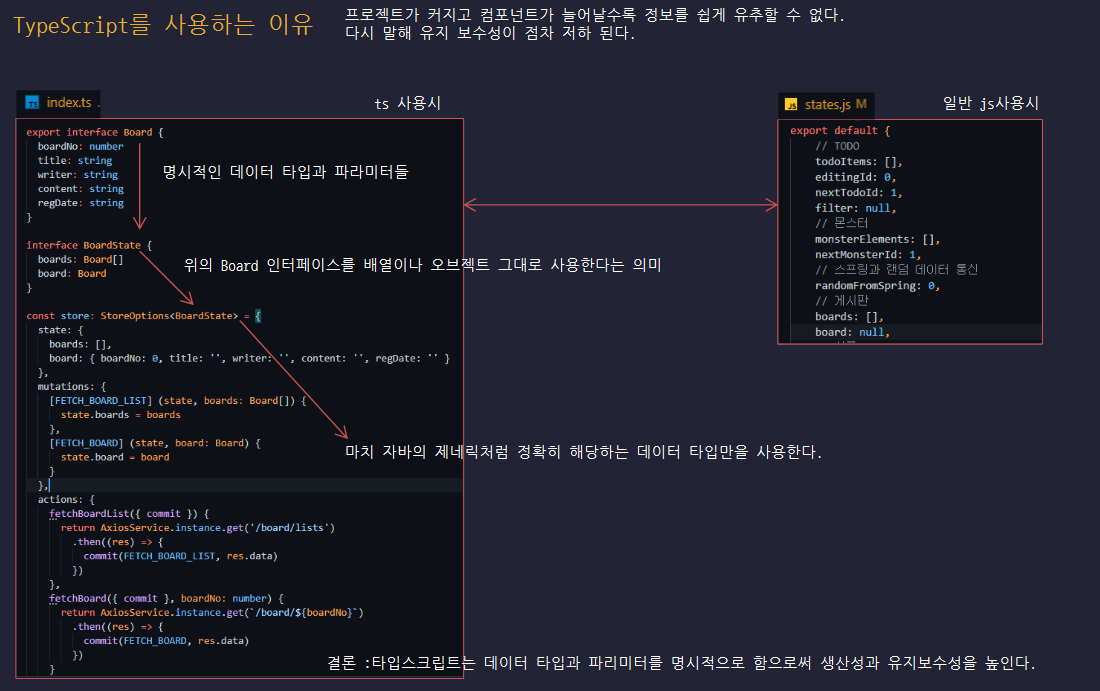 TypeScript를 사용하는 이유
프로젝트가 커지고 컴포넌트가 늘어날수록 정보를 쉽게 유추할 수 없다.
다시 말해 유지 보수성이 점차 저하 된다.
index.ts .
ts 사용시
export interface Board {
boardNo: number
title: string
writer: string
content: string
regDate: string
}
명시적인 데이터 타입과 파라미터들
interface BoardState {
boards: Board[]
board: Board
}
위의 Board 인터페이스를 배열이나 오브젝트 그대로 사용한다는 의미
const store: StoreOptions<BoardState> = {
state: {
boards: [],
board: { boardNo: 0, title: '', writer: '', content: '', regDate: '' }
},
mutations: {
[FETCH_BOARD_LIST] (state, boards: Board[]) {
state.boards = boards
},
[FETCH_BOARD] (state, board: Board) {
state.board = board
}
},
마치 자바의 제네릭처럼 정확히 해당하는 데이터 타입만을 사용한다.
actions: {
fetchBoardList({ commit }) {
return AxiosService.instance.get('/board/lists')
.then((res) => {
commit(FETCH_BOARD_LIST, res.data)
})
},
fetchBoard({ commit }, boardNo: number) {
return AxiosService.instance.get(`/board/${boardNo}`)
.then((res) => {
commit(FETCH_BOARD, res.data)
})
}
states.js M
일반 js사용시
export default {
// TODO
todoItems: [],
editingId: 0,
nextTodoId: 1,
filter: null,
// 몬스터
monsterElements: [],
nextMonsterId: 1,
// 스프링과 랜덤 데이터 통신
randomFromSpring: 0,
// 게시판
boards: [],
board: null,
결론 :타입스크립트는 데이터 타입과 파리미터를 명시적으로 함으로써 생산성과 유지보수성을 높인다.